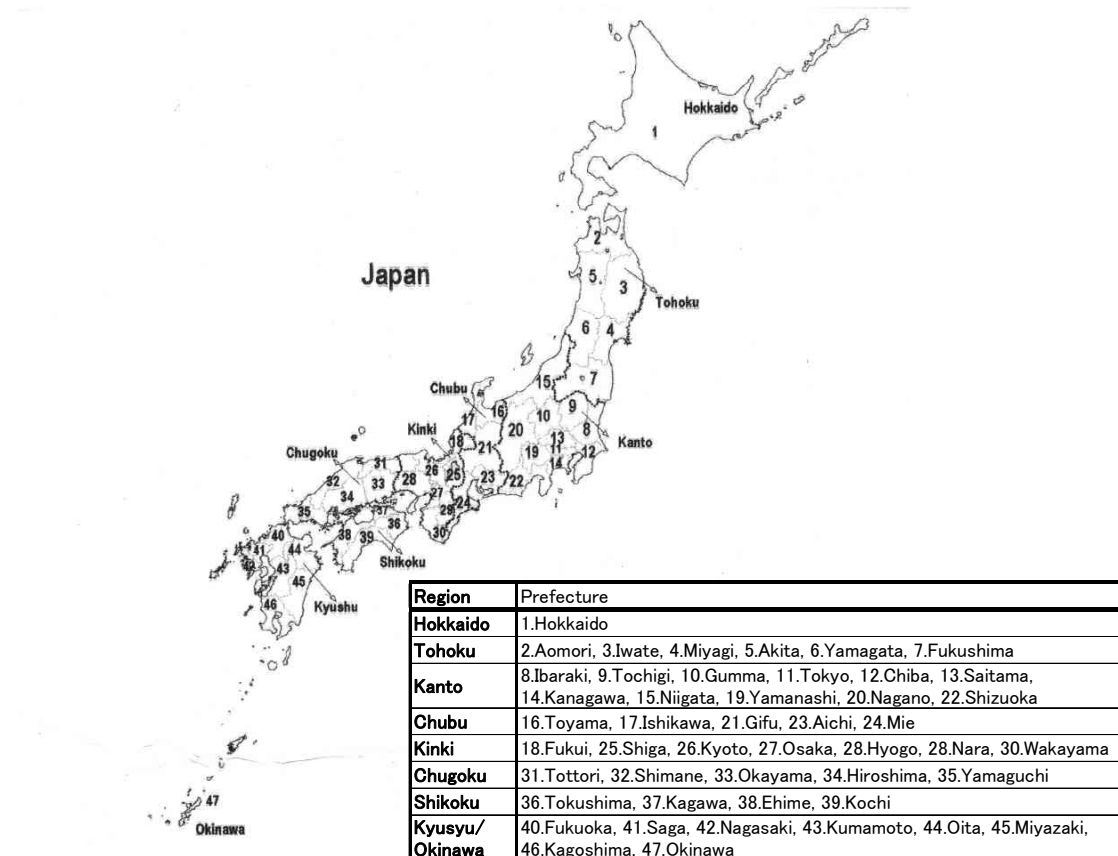 Hokkaido
1
2
Japan
5
3
Tohoku
6
4
15
7
Chubu
16
9
17
10
8
Kinki
20
Kanto
18
13
21
11
12
19
14
Chugoku
31
26
25
23
22
32
33
28
34
27
24
35
37
29
36
30
40
38
39
41
44
Shikoku
42
43
45
46
Kyushu
47
Okinawa
Region Prefecture
Hokkaido 1.Hokkaido
Tohoku 2.Aomori, 3.Iwate, 4.Miyagi, 5.Akita, 6.Yamagata, 7.Fukushima
Kanto 8.Ibaraki, 9.Tochigi, 10.Gumma, 11.Tokyo, 12.Chiba, 13.Saitama,
14.Kanagawa, 15.Niigata, 19.Yamanashi, 20.Nagano, 22.Shizuoka
Chubu 16.Toyama, 17.Ishikawa, 21.Gifu, 23.Aichi, 24.Mie
Kinki 18.Fukui, 25.Shiga, 26.Kyoto, 27.Osaka, 28.Hyogo, 28.Nara, 30.Wakayama
Chugoku 31.Tottori, 32.Shimane, 33.Okayama, 34.Hiroshima, 35.Yamaguchi
Shikoku 36.Tokushima, 37.Kagawa, 38.Ehime, 39.Kochi
Kyusyu/ 40.Fukuoka, 41.Saga, 42.Nagasaki, 43.Kumamoto, 44.Oita, 45.Miyazaki,
Okinawa 46.Kagoshima, 47.Okinawa